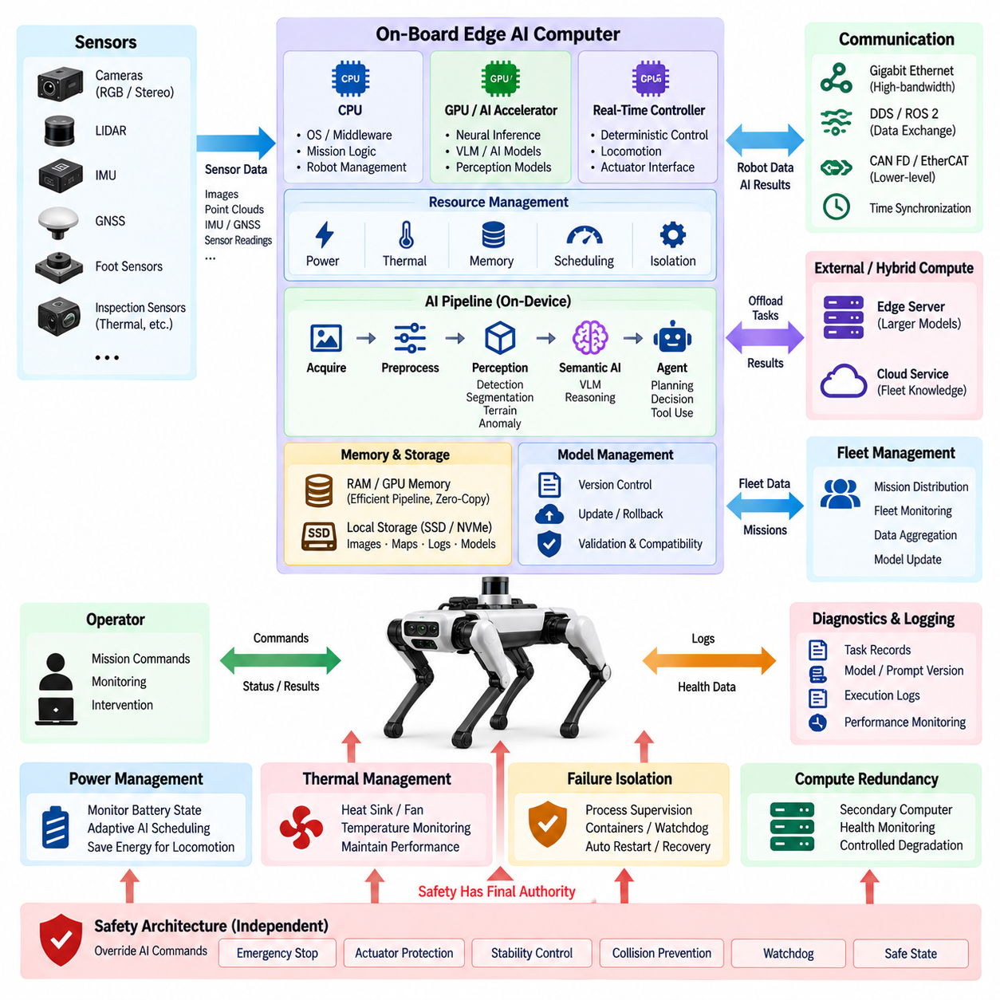 Sensors
Cameras
(RGB / Stereo)
LIDAR
IMU
GNSS
Foot Sensors
Inspection Sensors
(Thermal, etc.)
•••
Sensor Data
Images
Point Clouds
IMU / GNSS
Sensor Readings
...
On-Board Edge AI Computer
CPU
CPU
• OS / Middleware
• Mission Logic
• Robot Management
GPU
GPU / AI Accelerator
• Neural Inference
• VLM / AI Models
• Perception Models
Real-Time Controller
• Deterministic Control
• Locomotion
• Actuator Interface
Resource Management
Power
Thermal
Memory
Scheduling
Isolation
AI Pipeline (On-Device)
Acquire
Preprocess
Perception
Detection
Segmentation
Terrain
Anomaly
Semantic AI
VLM
Reasoning
Agent
Planning
Decision
Tool Use
Memory & Storage
RAM / GPU Memory
(Efficient Pipeline, Zero-Copy)
SSD
Local Storage (SSD / NVMe)
Images · Maps · Logs · Models
Model Management
Version Control
Update / Rollback
Validation & Compatibility
Robot Data
AI Results
Communication
Gigabit Ethernet
(High-bandwidth)
DDS / ROS 2
(Data Exchange)
CAN FD / EtherCAT
(Lower-level)
Time Synchronization
Offload
Tasks
Results
External / Hybrid Compute
Edge Server
(Larger Models)
Cloud Service
(Fleet Knowledge)
Fleet Data
Missions
Fleet Management
Mission Distribution
Fleet Monitoring
Data Aggregation
Model Update
Operator
Mission Commands
Monitoring
Intervention
Commands
Status / Results
Logs
Health Data
Diagnostics & Logging
Task Records
Model / Prompt Version
Execution Logs
Performance Monitoring
Power Management
Monitor Battery State
Adaptive AI Scheduling
Save Energy for Locomotion
Thermal Management
Heat Sink / Fan
Temperature Monitoring
Maintain Performance
Failure Isolation
Process Supervision
Containers / Watchdog
Auto Restart / Recovery
Compute Redundancy
Secondary Computer
Health Monitoring
Controlled Degradation
Safety Has Final Authority
Safety Architecture (Independent)
Override AI Commands
Emergency Stop
Actuator Protection
Stability Control
Collision Prevention
Watchdog
Safe State